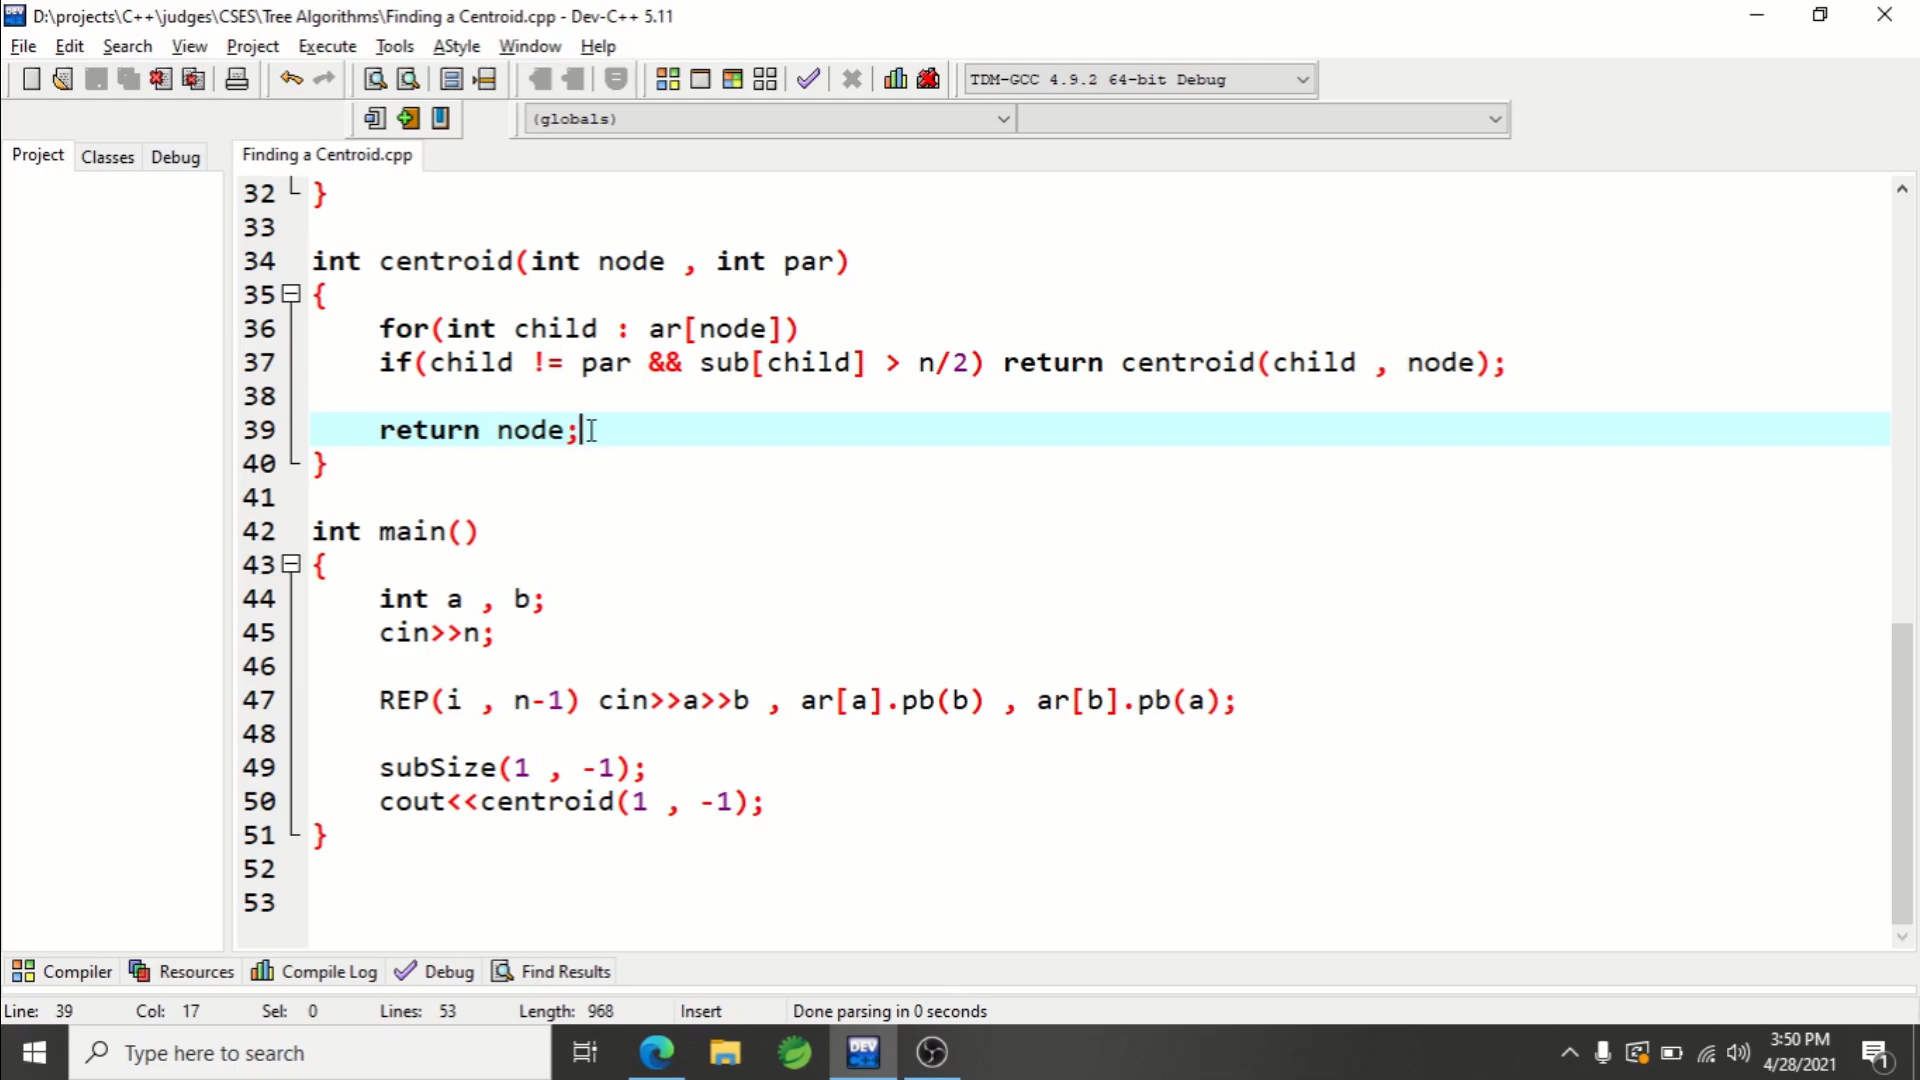 D:\projects\C++\judges\CSES\Tree Algorithms\Finding a Centroid.cpp - Dev-C++ 5.11
File Edit Search View Project Execute Tools AStyle Window Help
TDM-GCC 4.9.2 64-bit Debug
(globals)
Project Classes Debug Finding a Centroid.cpp
32 }
33
34 int centroid(int node , int par)
35 {
36 for(int child : ar[node])
37 if(child != par && sub[child] > n/2) return centroid(child , node);
38
39 return node;
40 }
41
42 int main()
43 {
44 int a , b;
45 cin>>n;
46
47 REP(i , n-1) cin>>a>>b , ar[a].pb(b) , ar[b].pb(a);
48
49 subSize(1 , -1);
50 cout<<centroid(1 , -1);
51 }
52
53
Compiler Resources Compile Log Debug Find Results
Line: 39 Col: 17 Sel: 0 Lines: 53 Length: 968 Insert Done parsing in 0 seconds
Type here to search
DEV
3:50 PM
4/28/2021
1